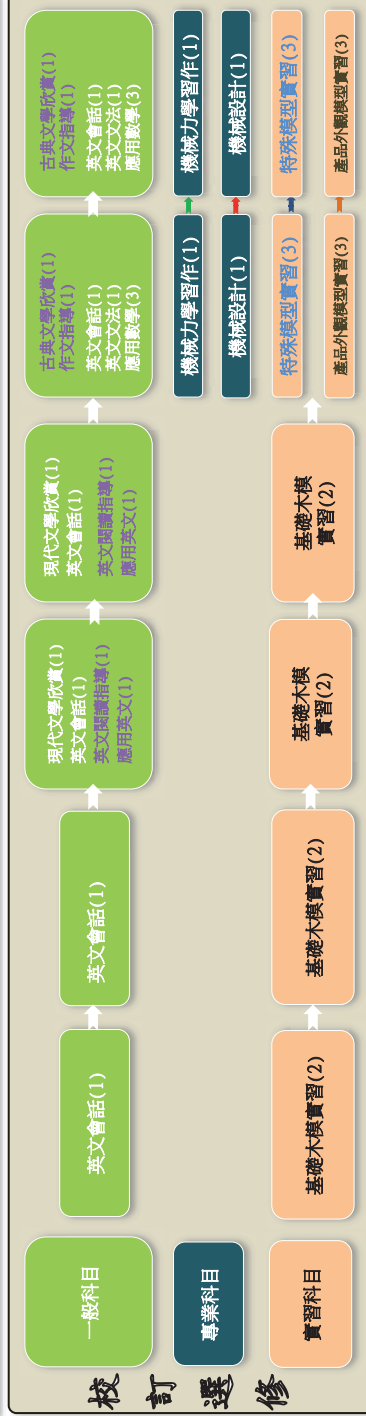 校訂選修
一般科目
英文會話(1)
英文會話(1)
現代文學欣賞(1)
英文會話(1)
英文閱讀指導(1)
應用英文(1)
現代文學欣賞(1)
英文會話(1)
英文閱讀指導(1)
應用英文(1)
古典文學欣賞(1)
作文指導(1)
英文會話(1)
英文文法(1)
應用數學(3)
古典文學欣賞(1)
作文指導(1)
英文會話(1)
英文文法(1)
應用數學(3)
專業科目
機械力學習作(1)
機械力學習作(1)
機械設計(1)
機械設計(1)
實習科目
基礎木模實習(2)
基礎木模實習(2)
基礎木模
實習(2)
基礎木模
實習(2)
特殊模型實習(3)
特殊模型實習(3)
產品外觀模型實習(3)
產品外觀模型實習(3)